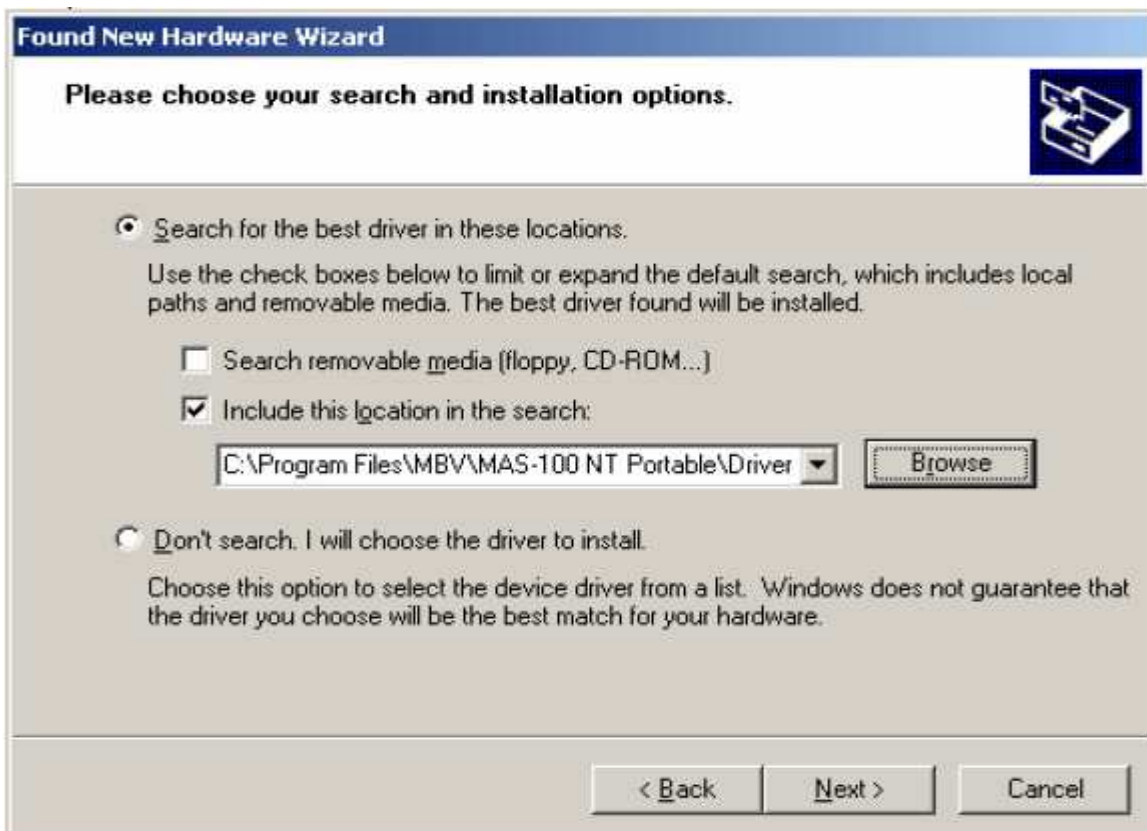 Found New Hardware Wizard
Please choose your search and installation options.
Search for the best driver in these locations.
Use the check boxes below to limit or expand the default search, which includes local
paths and removable media. The best driver found will be installed.
Search removable media (floppy, CD-ROM...)
Include this location in the search:
C:\Program Files\MBV\MAS-100 NT Portable\Driver
Browse
Don't search. I will choose the driver to install.
Choose this option to select the device driver from a list.  Windows does not guarantee that
the driver you choose will be the best match for your hardware.
< Back
Next >
Cancel